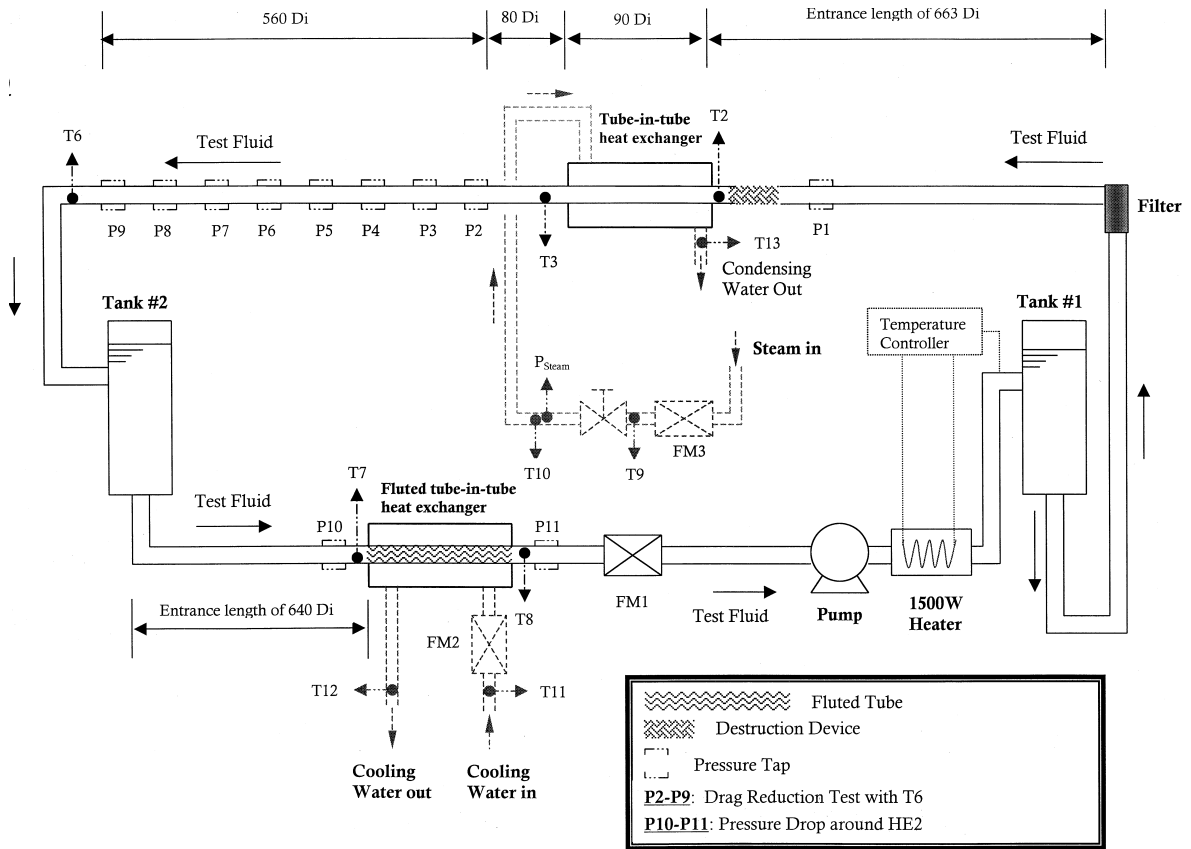 560 Di
80 Di
90 Di
Entrance length of 663 Di
T6
Test Fluid
Tube-in-tube
heat exchanger
T2
Test Fluid
Filter
P9
P8
P7
P6
P5
P4
P3
P2
T3
T13
P1
Condensing
Water Out
Tank #2
Tank #1
Temperature
Controller
Steam in
PSteam
T10
T9
FM3
T7
Fluted tube-in-tube
heat exchanger
Test Fluid
P10
P11
FM1
Pump
1500W
Heater
Test Fluid
Entrance length of 640 Di
T8
FM2
T12
T11
Cooling
Water out
Cooling
Water in
Fluted Tube
Destruction Device
Pressure Tap
P2-P9: Drag Reduction Test with T6
P10-P11: Pressure Drop around HE2